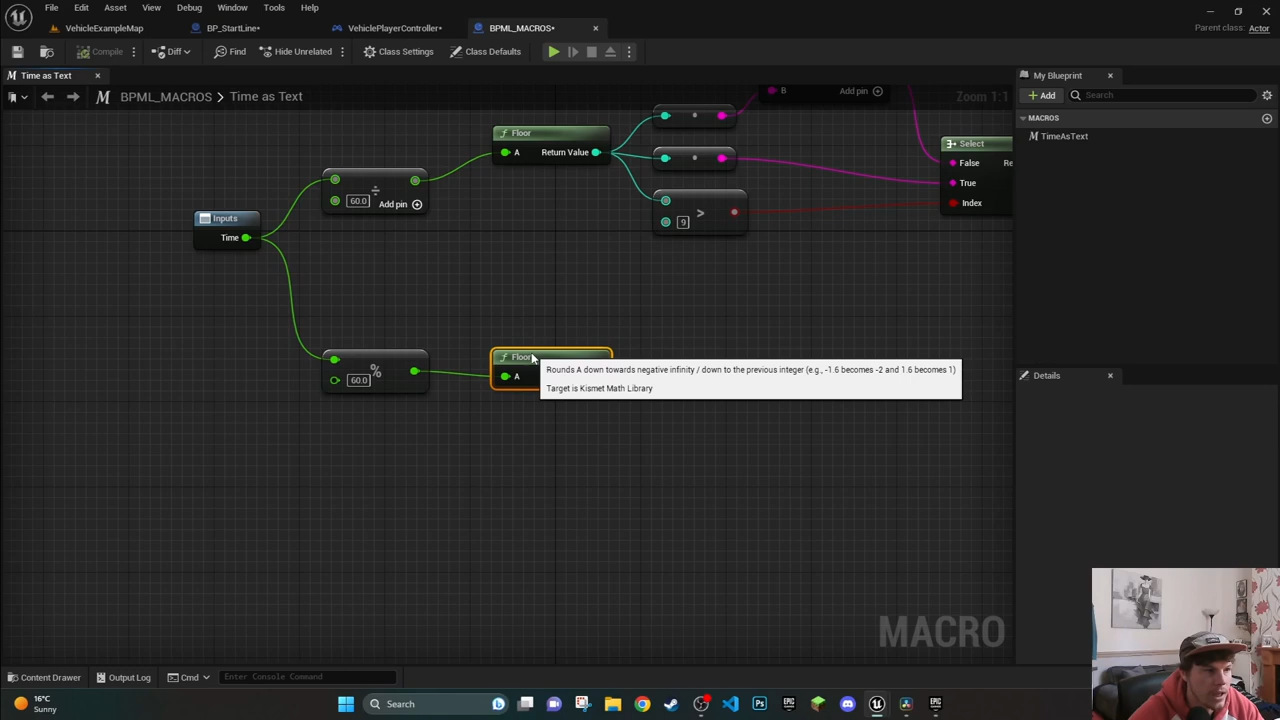 File Edit Asset View Debug Window Tools Help
VehicleExampleMap
BP_StartLine•
VehiclePlayerController•
BPML_MACROS•
Parent class: Actor
Compile
Diff
Find
Hide Unrelated
Class Settings
Class Defaults
Time as Text
My Blueprint
BPML_MACROS > Time as Text
Zoom 1:1
B Add pin
+ Add
Search
MACROS
TimeAsText
Floor
A Return Value
Select
False Re
True
Index
60.0
÷
Add pin
9
>
Inputs
Time
Floor
A
60.0
%
Rounds A down towards negative infinity / down to the previous integer (e.g., -1.6 becomes -2 and 1.6 becomes 1)
Target is Kismet Math Library
Details
MACRO
Content Drawer
Output Log
Cmd
Enter Console Command
16°C
Sunny
Search